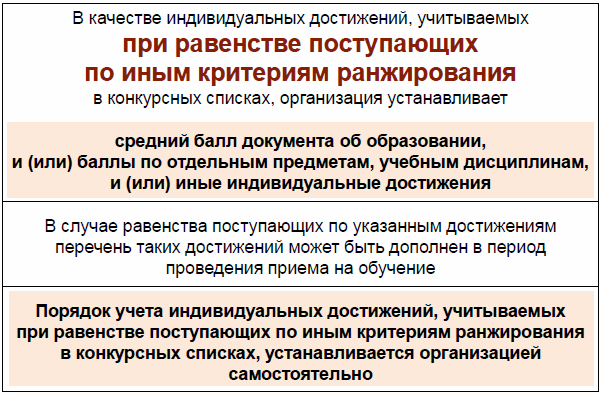 В качестве индивидуальных достижений, учитываемых
при равенстве поступающих
по иным критериям ранжирования
в конкурсных списках, организация устанавливает
средний балл документа об образовании,
и (или) баллы по отдельным предметам, учебным дисциплинам,
и (или) иные индивидуальные достижения
В случае равенства поступающих по указанным достижениям
перечень таких достижений может быть дополнен в период
проведения приема на обучение
Порядок учета индивидуальных достижений, учитываемых
при равенстве поступающих по иным критериям ранжирования
в конкурсных списках, устанавливается организацией
самостоятельно